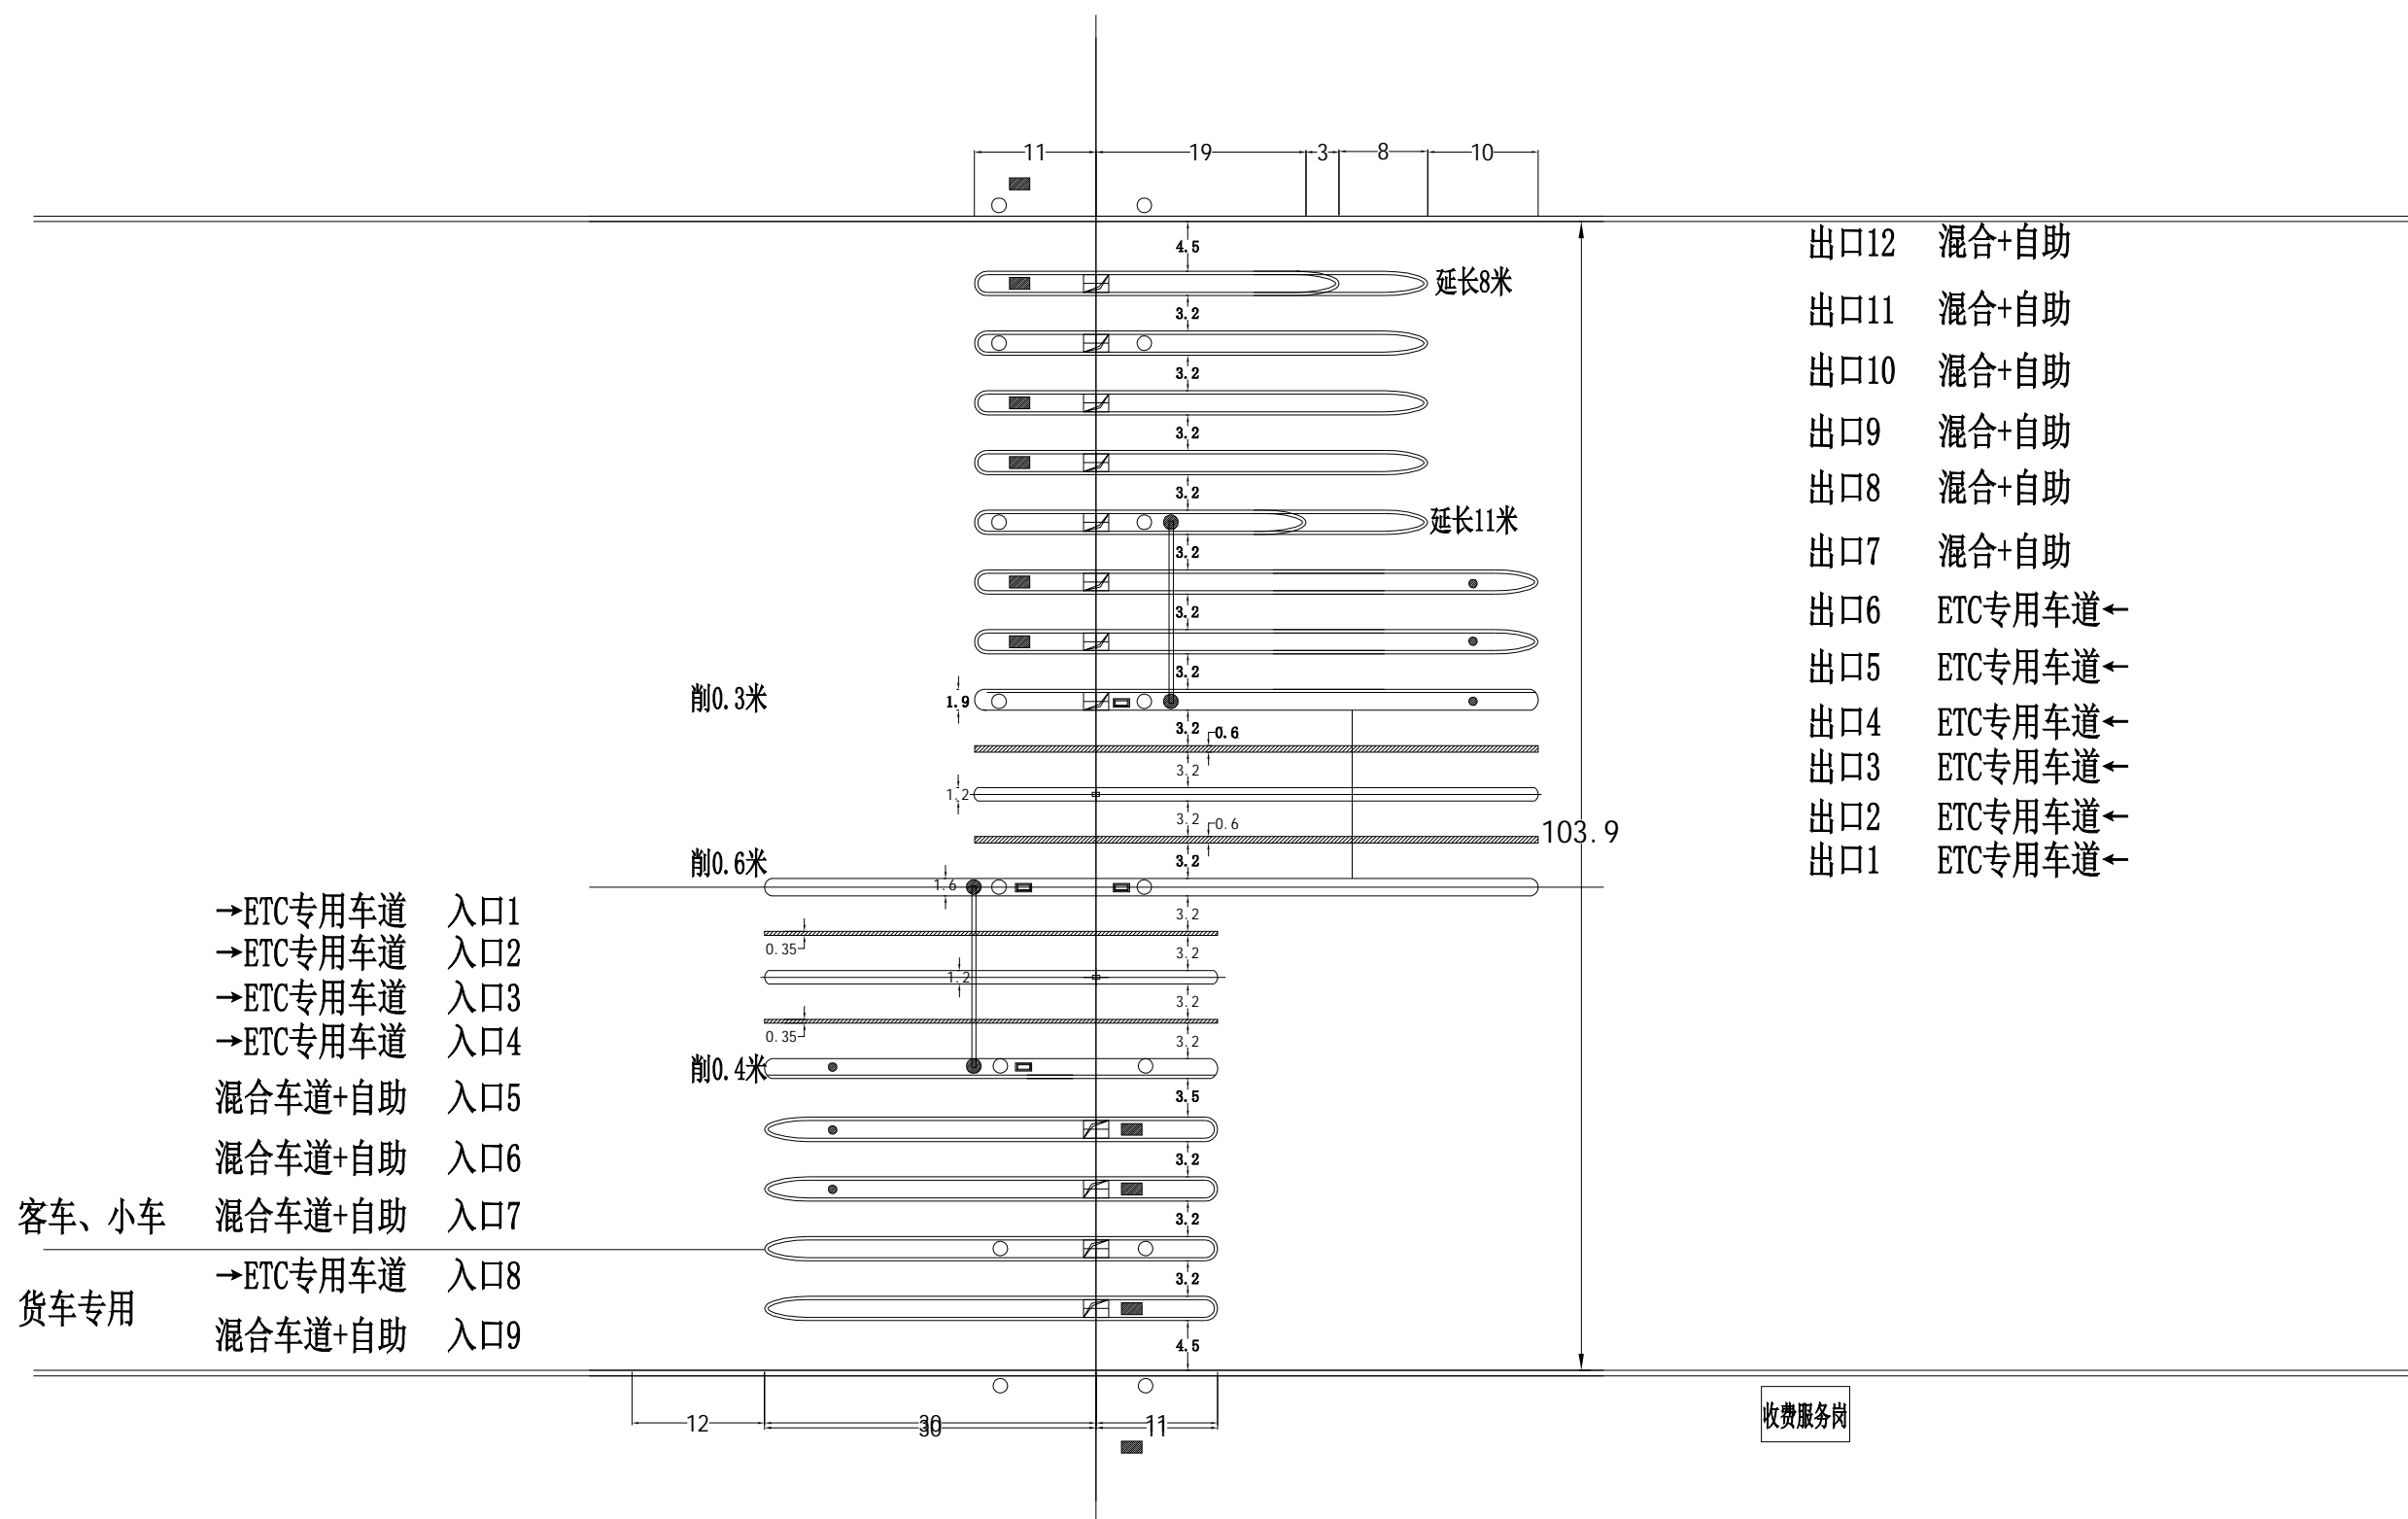 11 19 3 8 10
4.5
出口12 混合+自助
延长8米
3.2
出口11 混合+自助
3.2
出口10 混合+自助
3.2
出口9 混合+自助
3.2
出口8 混合+自助
延长11米
3.2
出口7 混合+自助
3.2
出口6 ETC专用车道←
3.2
出口5 ETC专用车道←
削0.3米 1.9
3.2 0.6
出口4 ETC专用车道←
3.2
出口3 ETC专用车道←
1.2
3.2 0.6
出口2 ETC专用车道←
103.9
削0.6米 3.2
出口1 ETC专用车道←
1.6
→ETC专用车道 入口1
3.2
0.35 3.2
→ETC专用车道 入口2
1.2
→ETC专用车道 入口3
3.2
0.35 3.2
→ETC专用车道 入口4
削0.4米
混合车道+自助 入口5
3.5
混合车道+自助 入口6
3.2
客车、小车 混合车道+自助 入口7
3.2
→ETC专用车道 入口8
3.2
货车专用
混合车道+自助 入口9
4.5
收费服务岗
12 30 11
30 11